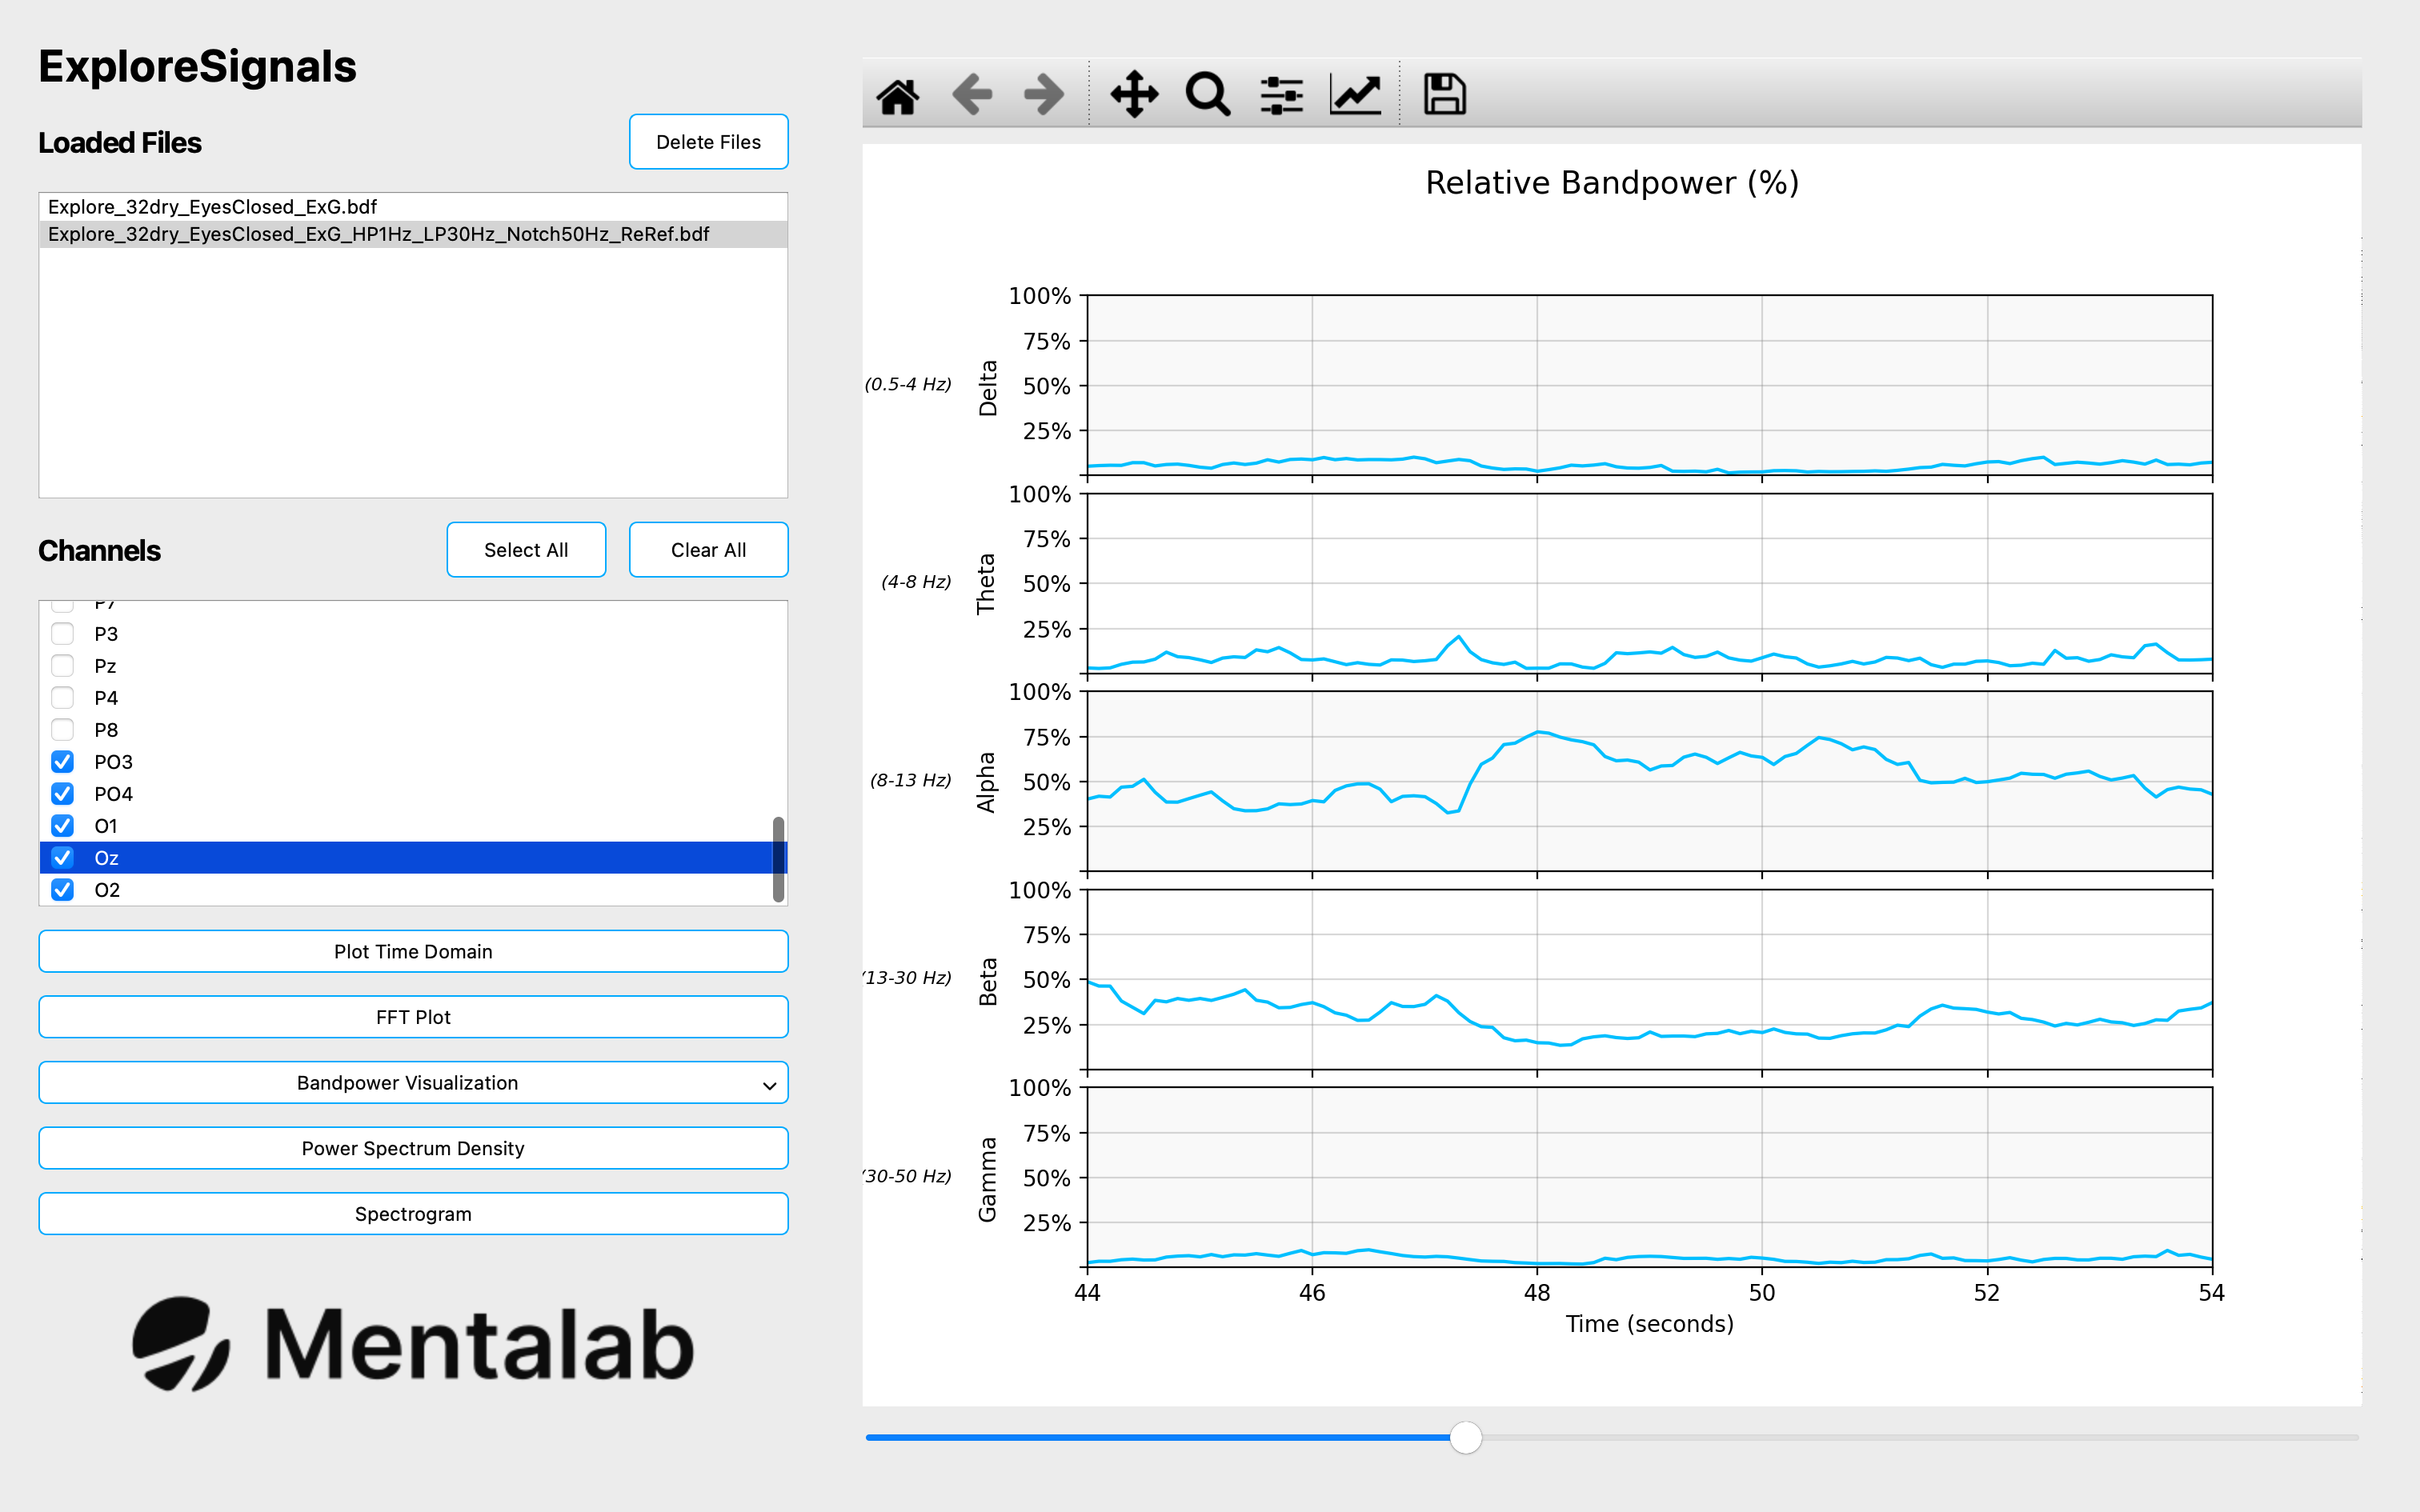 ExploreSignals
Loaded Files
Delete Files
Explore_32dry_EyesClosed_ExG.bdf
Explore_32dry_EyesClosed_ExG_HP1Hz_LP30Hz_Notch50Hz_ReRef.bdf
Channels
Select All
Clear All
P7
P3
Pz
P4
P8
PO3
PO4
O1
Oz
O2
Plot Time Domain
FFT Plot
Bandpower Visualization
Power Spectrum Density
Spectrogram
Mentalab
Relative Bandpower (%)
(0.5-4 Hz)
Delta
100%
75%
50%
25%
(4-8 Hz)
Theta
100%
75%
50%
25%
(8-13 Hz)
Alpha
100%
75%
50%
25%
(13-30 Hz)
Beta
100%
75%
50%
25%
(30-50 Hz)
Gamma
100%
75%
50%
25%
44 46 48 50 52 54
Time (seconds)